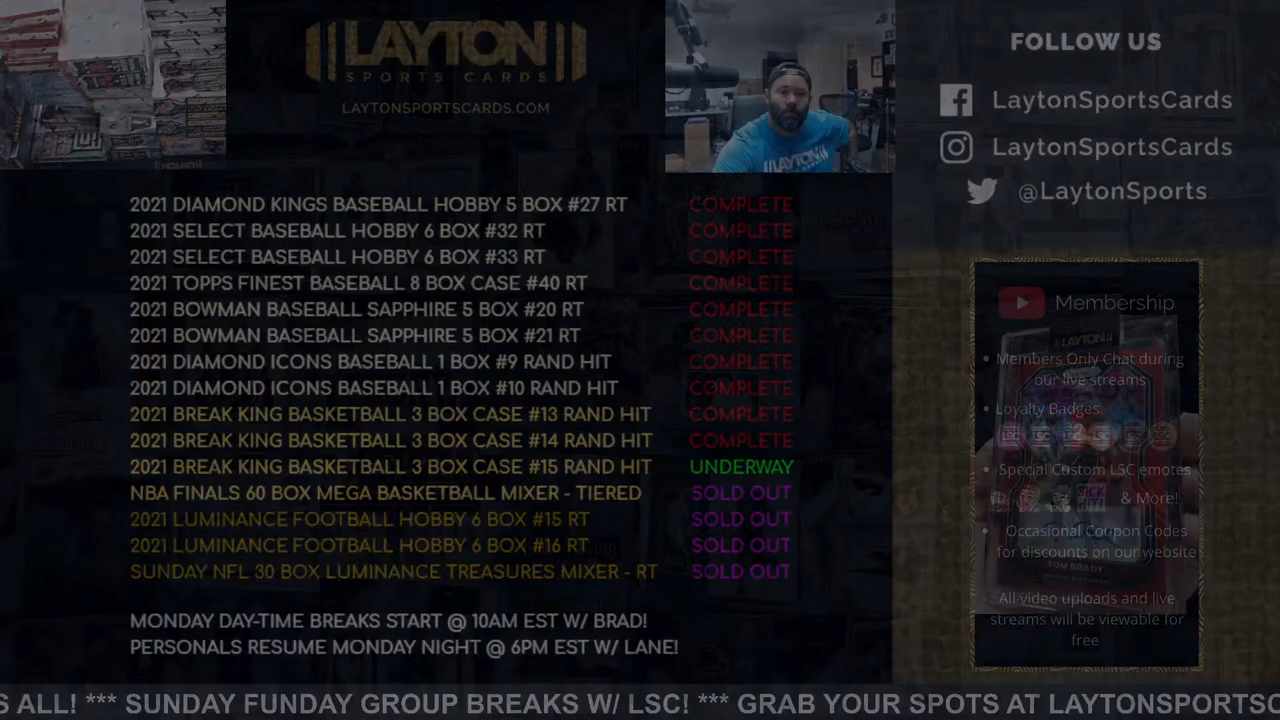 LAYTON
SPORTS CARDS
LAYTONSPORTSCARDS.COM
LAYTON
FOLLOW US
LaytonSportsCards
LaytonSportsCards
@LaytonSports
2021 DIAMOND KINGS BASEBALL HOBBY 5 BOX #27 RT COMPLETE
2021 SELECT BASEBALL HOBBY 6 BOX #32 RT COMPLETE
2021 SELECT BASEBALL HOBBY 6 BOX #33 RT COMPLETE
2021 TOPPS FINEST BASEBALL 8 BOX CASE #40 RT COMPLETE
2021 BOWMAN BASEBALL SAPPHIRE 5 BOX #20 RT COMPLETE
2021 BOWMAN BASEBALL SAPPHIRE 5 BOX #21 RT COMPLETE
2021 DIAMOND ICONS BASEBALL 1 BOX #9 RAND HIT COMPLETE
2021 DIAMOND ICONS BASEBALL 1 BOX #10 RAND HIT COMPLETE
2021 BREAK KING BASKETBALL 3 BOX CASE #13 RAND HIT COMPLETE
2021 BREAK KING BASKETBALL 3 BOX CASE #14 RAND HIT COMPLETE
2021 BREAK KING BASKETBALL 3 BOX CASE #15 RAND HIT UNDERWAY
NBA FINALS 60 BOX MEGA BASKETBALL MIXER - TIERED SOLD OUT
2021 LUMINANCE FOOTBALL HOBBY 6 BOX #15 RT SOLD OUT
2021 LUMINANCE FOOTBALL HOBBY 6 BOX #16 RT SOLD OUT
SUNDAY NFL 30 BOX LUMINANCE TREASURES MIXER - RT SOLD OUT
MONDAY DAY-TIME BREAKS START @ 10AM EST W/ BRAD!
PERSONALS RESUME MONDAY NIGHT @ 6PM EST W/ LANE!
Membership
LAYTON
• Members Only Chat during
our live streams
• Loyalty Badges
LSC LSC LSC LSC
• Special Custom LSC emotes
SICK HIT! & More!
• Occasional Coupon Codes
for discounts on our website
TOM BRADY
All video uploads and live
streams will be viewable for
free
S ALL! *** SUNDAY FUNDAY GROUP BREAKS W/ LSC! *** GRAB YOUR SPOTS AT LAYTONSPORTSC